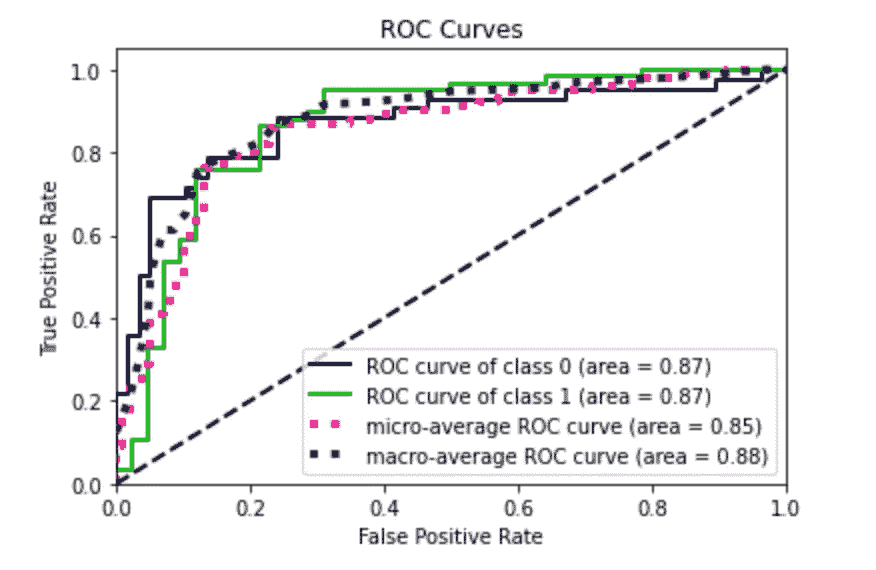 ROC Curves
True Positive Rate
1.0
0.8
0.6
0.4
0.2
0.0
ROC curve of class 0 (area = 0.87)
ROC curve of class 1 (area = 0.87)
micro-average ROC curve (area = 0.85)
macro-average ROC curve (area = 0.88)
0.0 0.2 0.4 0.6 0.8 1.0
False Positive Rate